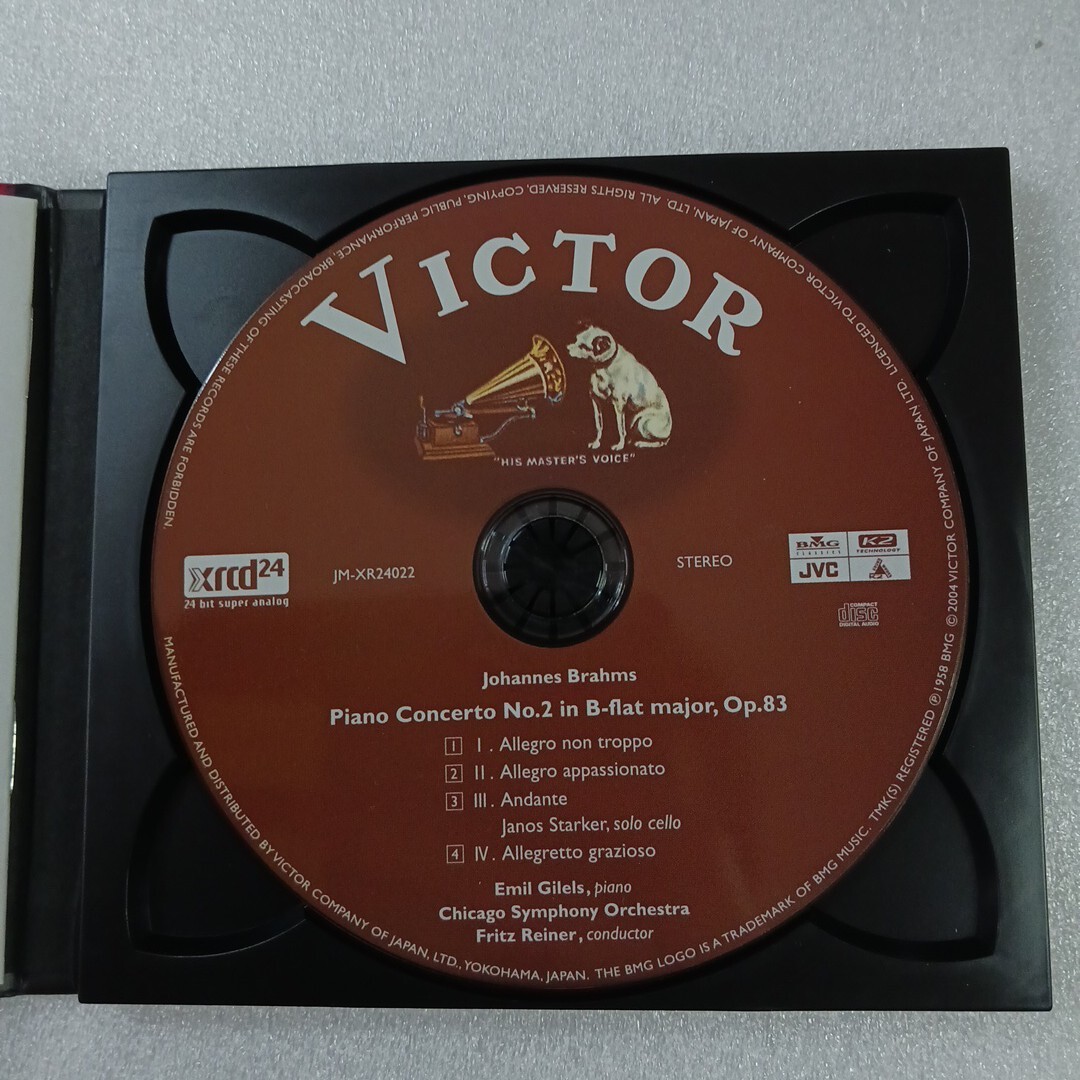 VICTOR
"HIS MASTER'S VOICE"
xrcd24
24 bit super analog
JM-XR24022
STEREO
BMG
CLASSICS
K2
TECHNOLOGY
JVC
COMPACT
disc
DIGITAL AUDIO
Johannes Brahms
Piano Concerto No.2 in B-flat major, Op.83
1 I . Allegro non troppo
2 II . Allegro appassionato
3 III . Andante
Janos Starker, solo cello
4 IV . Allegretto grazioso
Emil Gilels, piano
Chicago Symphony Orchestra
Fritz Reiner, conductor
MANUFACTURED AND DISTRIBUTED BY VICTOR COMPANY OF JAPAN, LTD., YOKOHAMA, JAPAN. THE BMG LOGO IS A TRADEMARK OF BMG MUSIC. TMK(S) REGISTERED ℗ 1958 BMG © 2004 VICTOR COMPANY OF JAPAN LTD. LICENCED TO VICTOR COMPANY OF JAPAN, LTD. ALL RIGHTS RESERVED, COPYING, PUBLIC PERFORMANCE, BROADCASTING OF THESE RECORDS ARE FORBIDDEN.